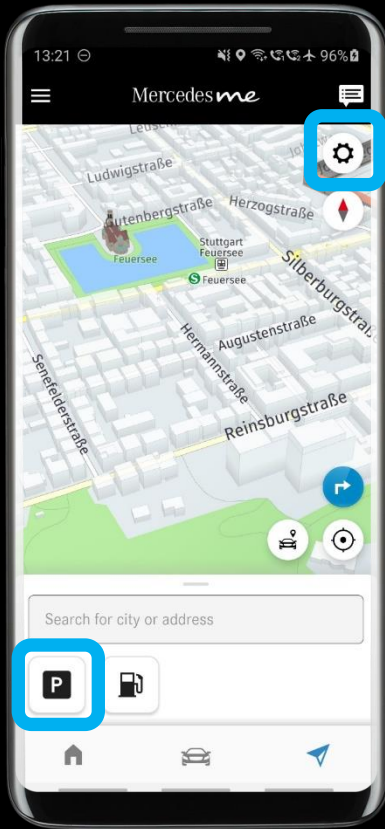 13:21
96%
Mercedes me
Ludwigstraße
Gutenbergstraße
Herzogstraße
Feuersee
Stuttgart
Feuersee
S Feuersee
Silberburgstraße
Augustenstraße
Hermannstraße
Senefelderstraße
Reinsburgstraße
Search for city or address
P